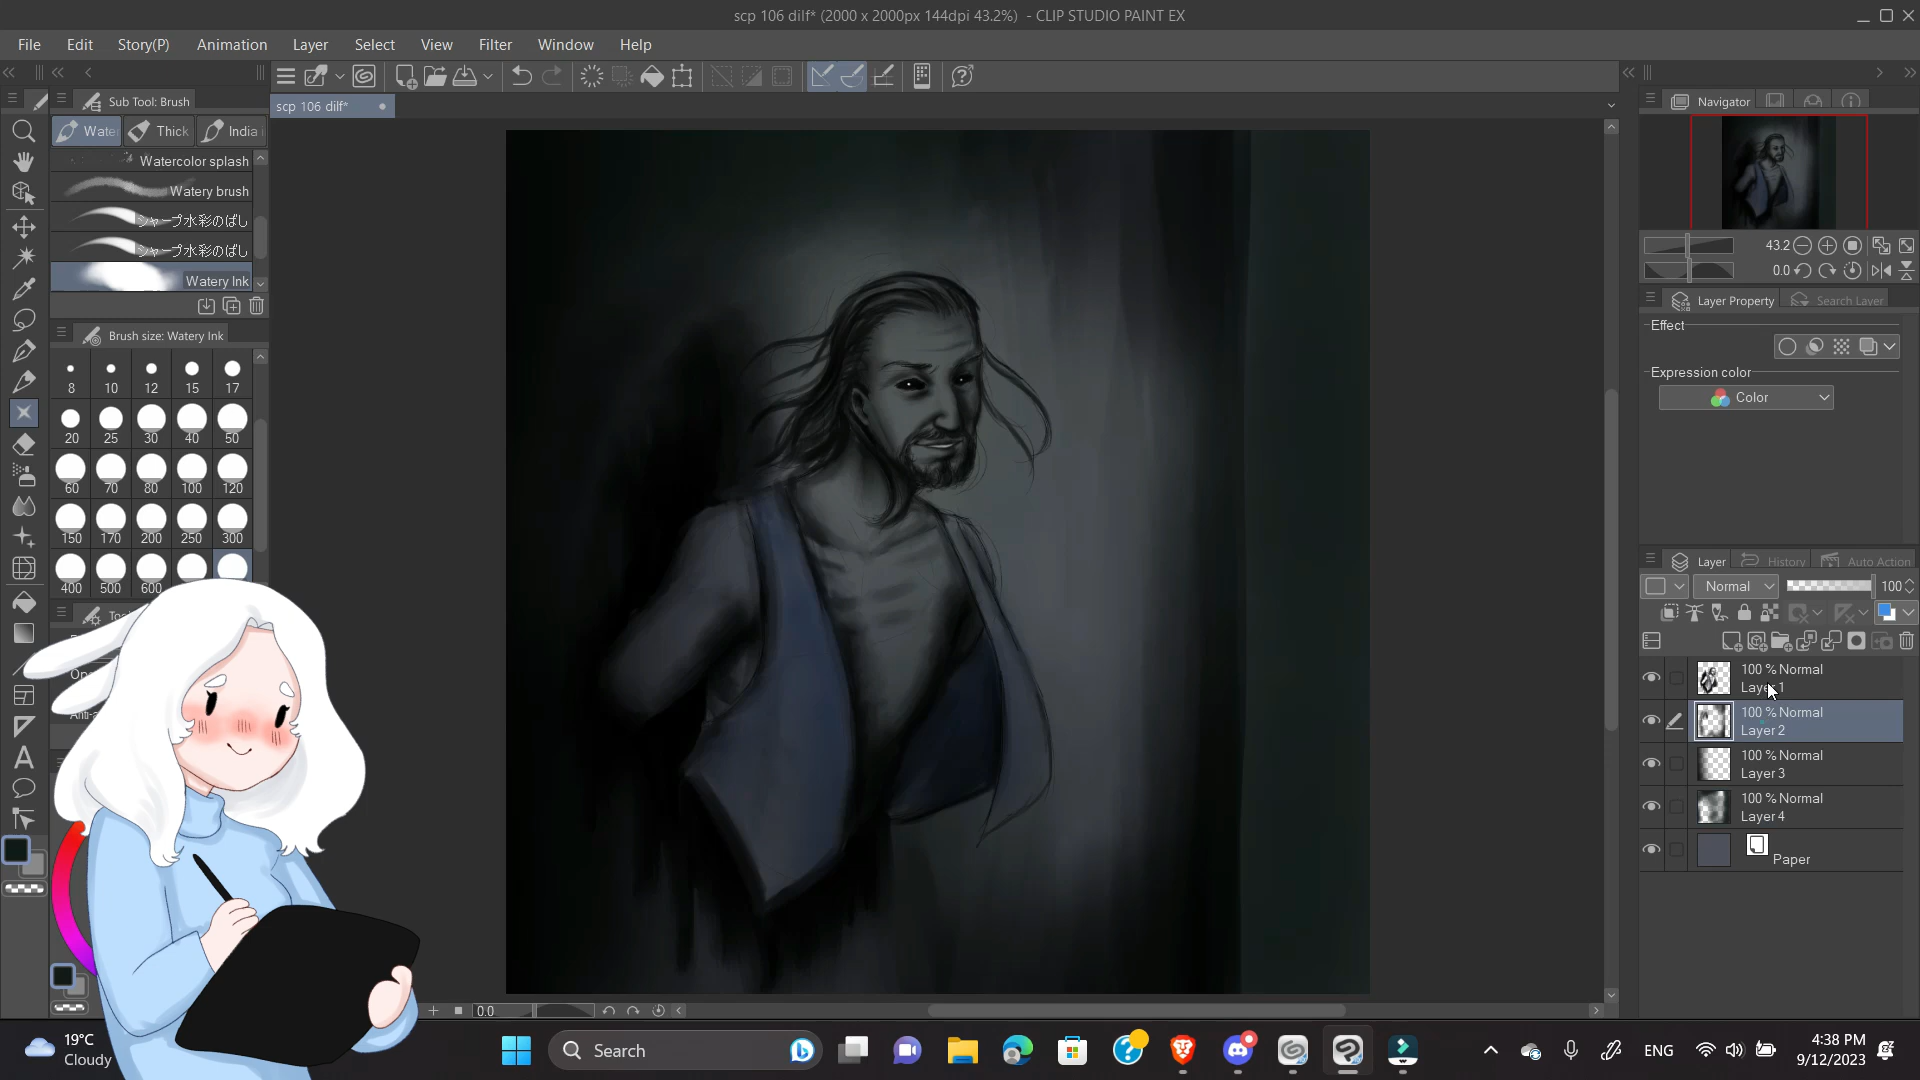 scp 106 dilf* (2000 x 2000px 144dpi 43.2%) - CLIP STUDIO PAINT EX
File Edit Story(P) Animation Layer Select View Filter Window Help
Sub Tool: Brush
scp 106 dilf*
Wate Thick India
Watercolor splash
Watery brush
シャープ水彩のばし
シャープ水彩のばし
Watery Ink
Brush size: Watery Ink
8 10 12 15 17
20 25 30 40 50
60 70 80 100 120
150 170 200 250 300
400 500 600
Navigator
43.2
0.0
Layer Property Search Layer
Effect
Expression color
Color
Layer History Auto Action
Normal 100
100 % Normal
Layer 1
100 % Normal
Layer 2
100 % Normal
Layer 3
100 % Normal
Layer 4
Paper
0.0
19°C
Cloudy
Search
ENG
4:38 PM
9/12/2023